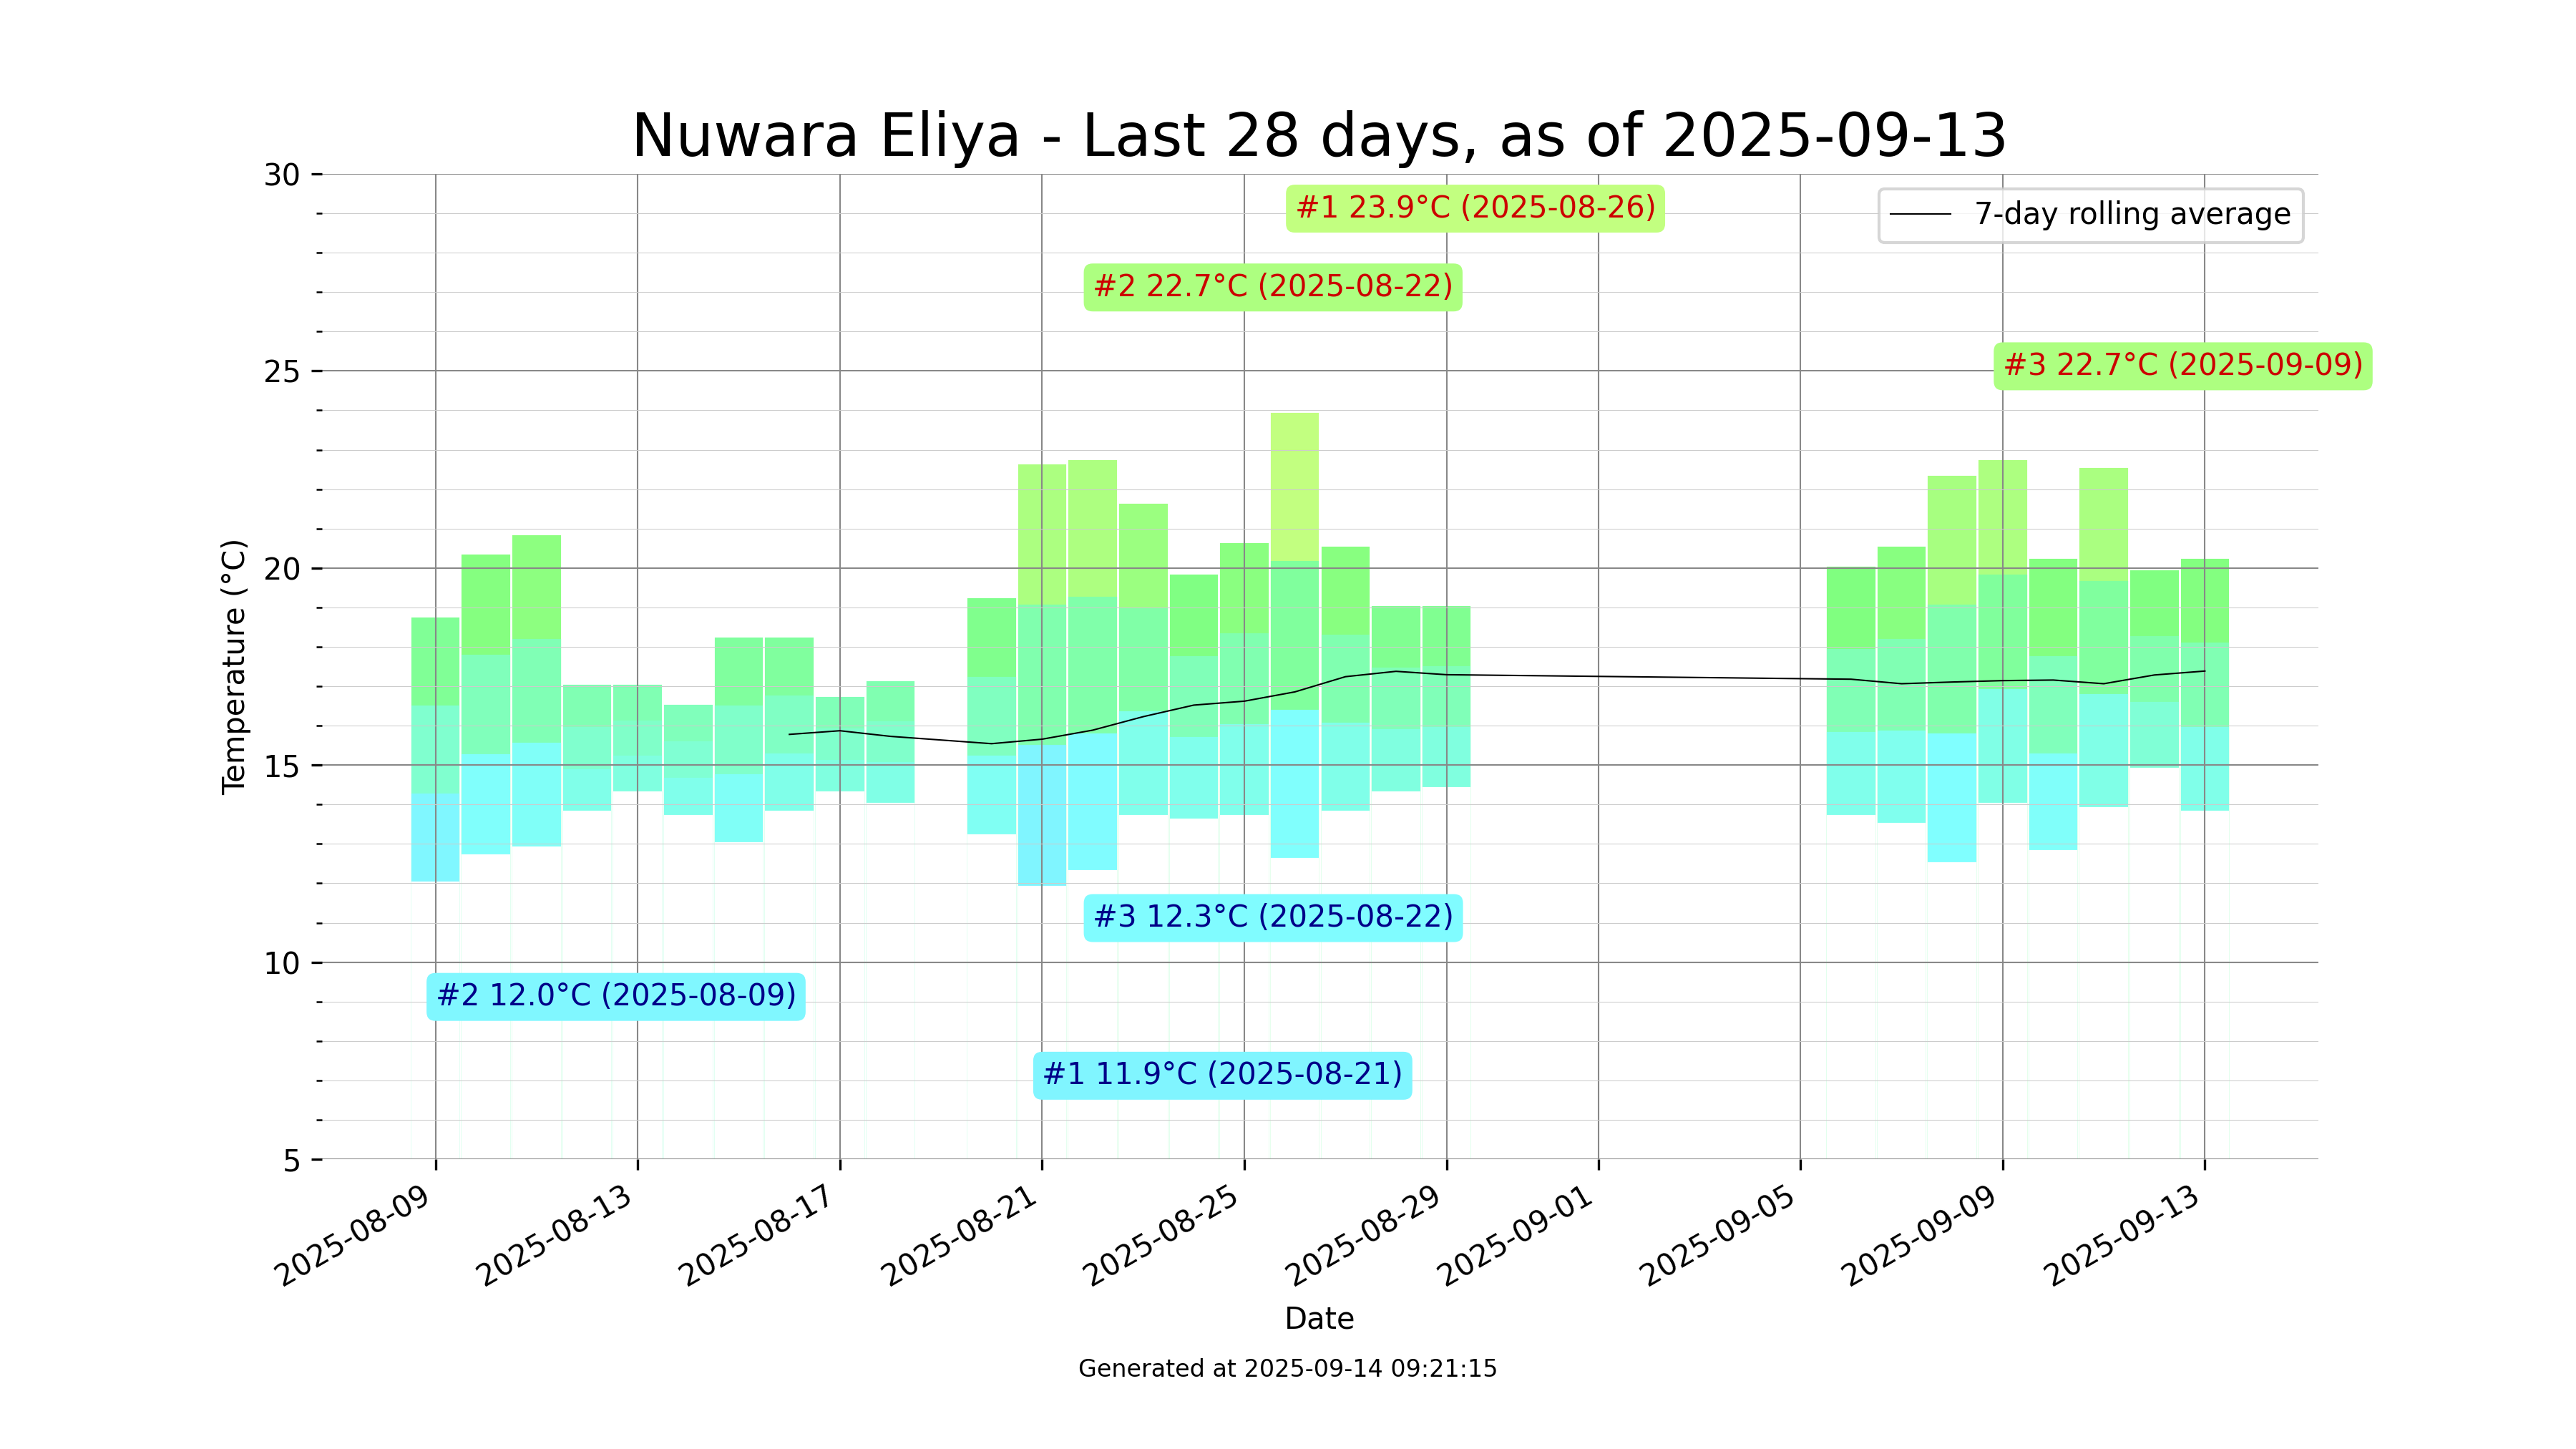 Nuwara Eliya - Last 28 days, as of 2025-09-13
30
#1 23.9°C (2025-08-26)
7-day rolling average
#2 22.7°C (2025-08-22)
25
#3 22.7°C (2025-09-09)
20
Temperature (°C)
15
#3 12.3°C (2025-08-22)
10
#2 12.0°C (2025-08-09)
#1 11.9°C (2025-08-21)
5
2025-08-09
2025-08-13
2025-08-17
2025-08-21
2025-08-25
2025-08-29
2025-09-01
2025-09-05
2025-09-09
2025-09-13
Date
Generated at 2025-09-14 09:21:15